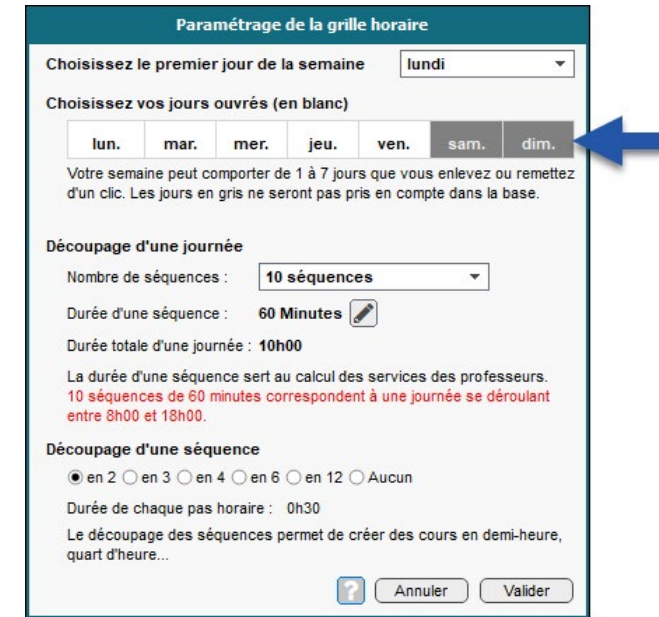 Paramétrage de la grille horaire
Choisissez le premier jour de la semaine lundi
Choisissez vos jours ouvrés (en blanc)
lun. mar. mer. jeu. ven. sam. dim.
Votre semaine peut comporter de 1 à 7 jours que vous enlevez ou remettez
d'un clic. Les jours en gris ne seront pas pris en compte dans la base.
Découpage d'une journée
Nombre de séquences : 10 séquences
Durée d'une séquence : 60 Minutes
Durée totale d'une journée : 10h00
La durée d'une séquence sert au calcul des services des professeurs.
10 séquences de 60 minutes correspondent à une journée se déroulant
entre 8h00 et 18h00.
Découpage d'une séquence
en 2 en 3 en 4 en 6 en 12 Aucun
Durée de chaque pas horaire : 0h30
Le découpage des séquences permet de créer des cours en demi-heure,
quart d'heure...
? Annuler Valider